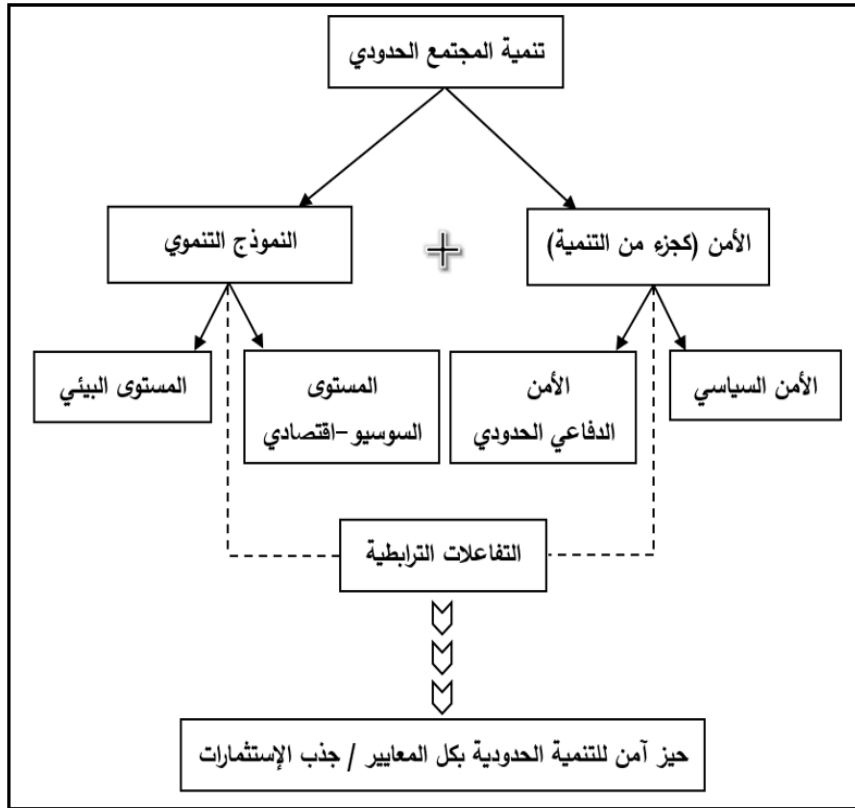 تنمية المجتمع الحدودي
الأمن (كجزء من التنمية)
+
النموذج التنموي
الأمن السياسي
الأمن
الدفاعي الحدودي
المستوى
السوسيو-اقتصادي
المستوى البيئي
التفاعلات الترابطية
حيز آمن للتنمية الحدودية بكل المعايير / جذب الإستثمارات